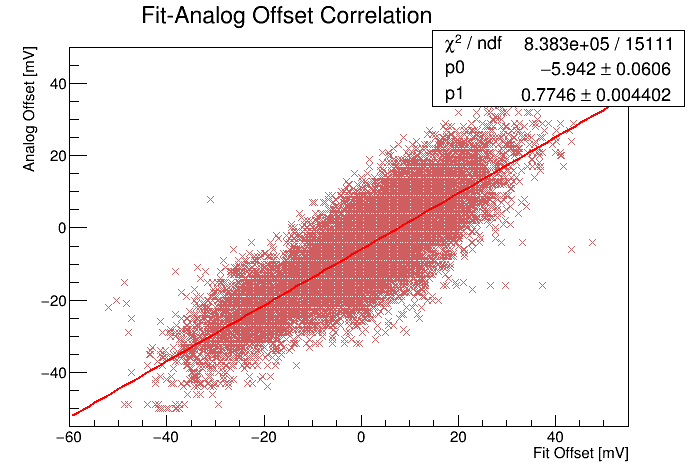 Fit-Analog Offset Correlation
χ² / ndf 8.383e+05 / 15111
p0 −5.942 ± 0.0606
p1 0.7746 ± 0.004402
Analog Offset [mV]
40
20
0
−20
−40
−60 −40 −20 0 20 40
Fit Offset [mV]